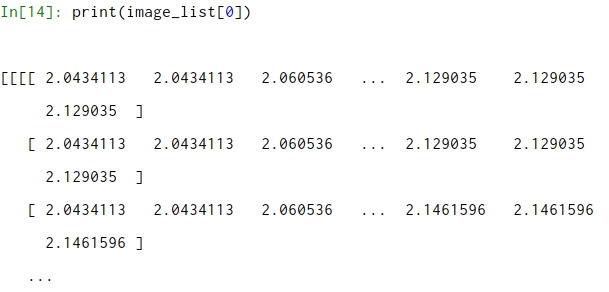 In[14]: print(image_list[0])
[[[[ 2.0434113 2.0434113 2.060536 ... 2.129035 2.129035
2.129035 ]
[ 2.0434113 2.0434113 2.060536 ... 2.129035 2.129035
2.129035 ]
[ 2.0434113 2.0434113 2.060536 ... 2.1461596 2.1461596
2.1461596 ]
...